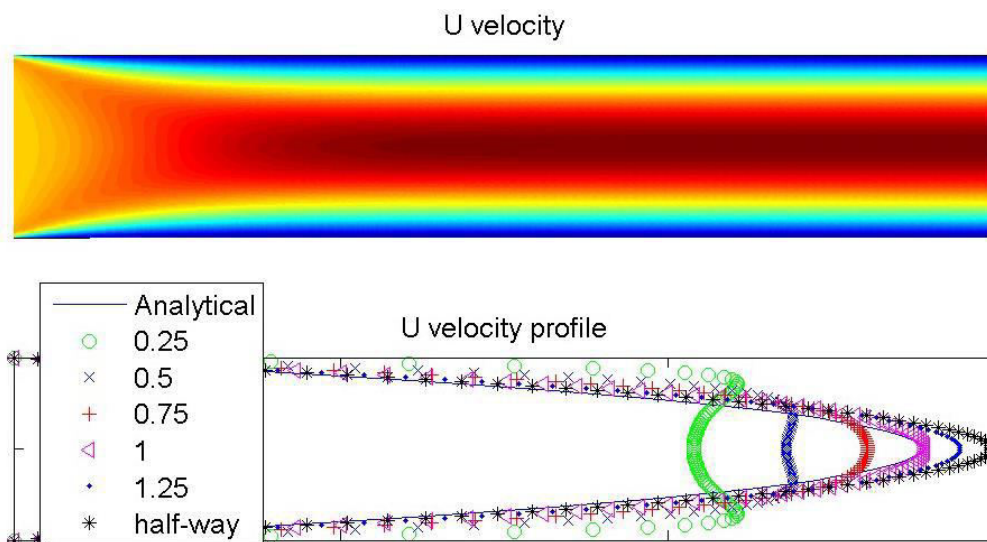 U velocity
Analytical
0.25
U velocity profile
0.5
0.75
1
1.25
half-way